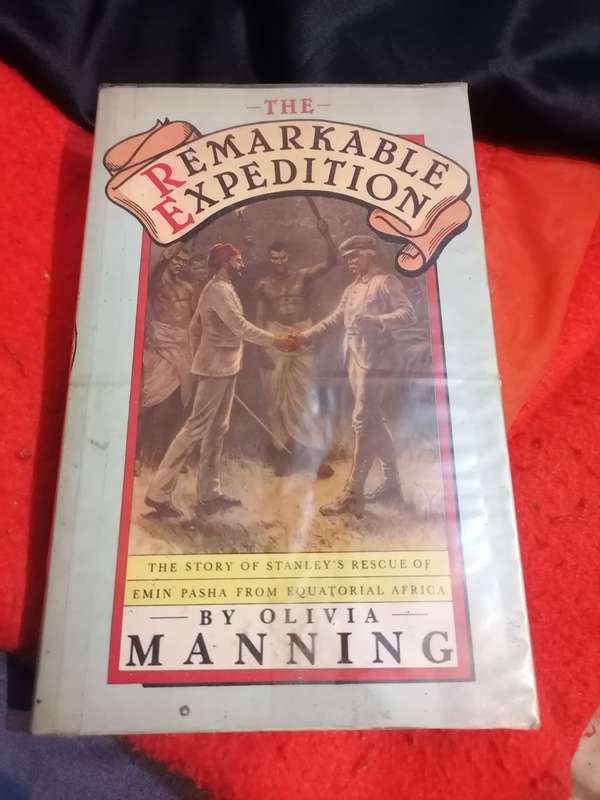 THE
REMARKABLE
EXPEDITION
THE STORY OF STANLEY'S RESCUE OF
EMIN PASHA FROM EQUATORIAL AFRICA
BY OLIVIA
MANNING